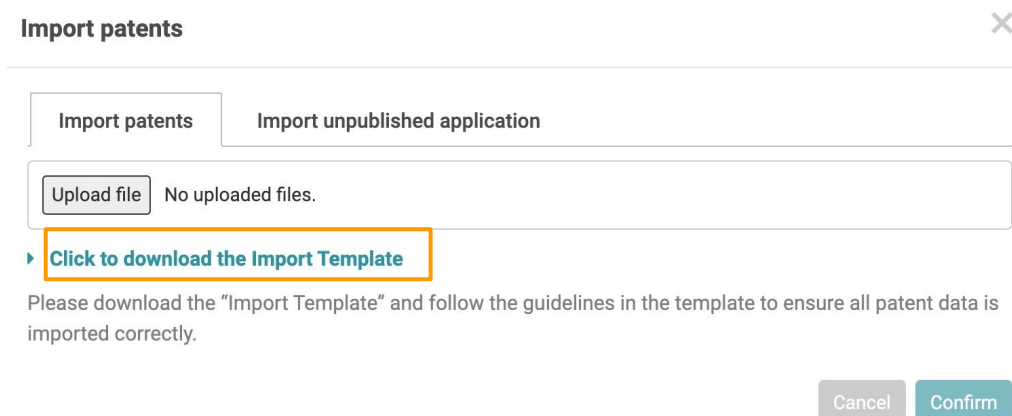 Import patents
Import patents
Import unpublished application
Upload file
No uploaded files.
Click to download the Import Template
Please download the “Import Template” and follow the guidelines in the template to ensure all patent data is
imported correctly.
Cancel
Confirm